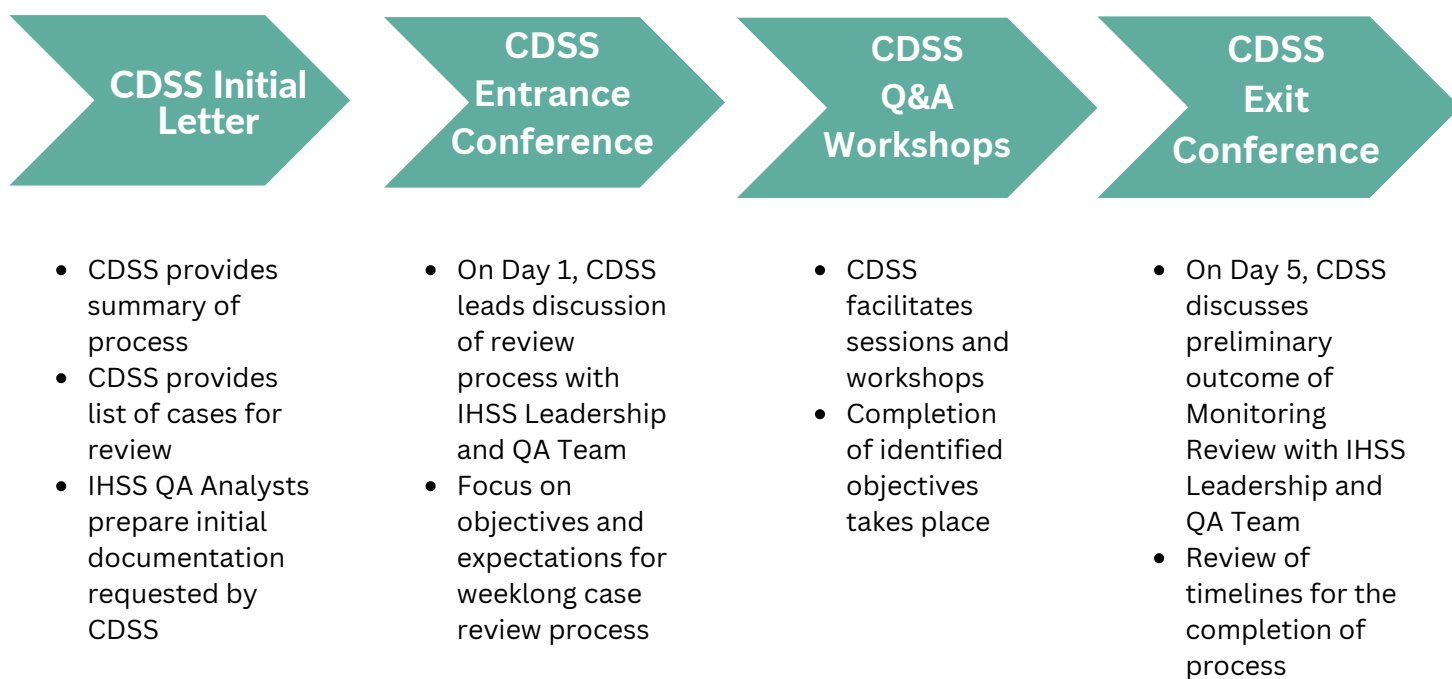 CDSS Initial
Letter
CDSS
Entrance
Conference
CDSS
Q&A
Workshops
CDSS
Exit
Conference
• CDSS provides
summary of
process
• CDSS provides
list of cases for
review
• IHSS QA Analysts
prepare initial
documentation
requested by
CDSS
• On Day 1, CDSS
leads discussion
of review
process with
IHSS Leadership
and QA Team
• Focus on
objectives and
expectations for
weeklong case
review process
• CDSS
facilitates
sessions and
workshops
• Completion
of identified
objectives
takes place
• On Day 5, CDSS
discusses
preliminary
outcome of
Monitoring
Review with IHSS
Leadership and
QA Team
• Review of
timelines for the
completion of
process